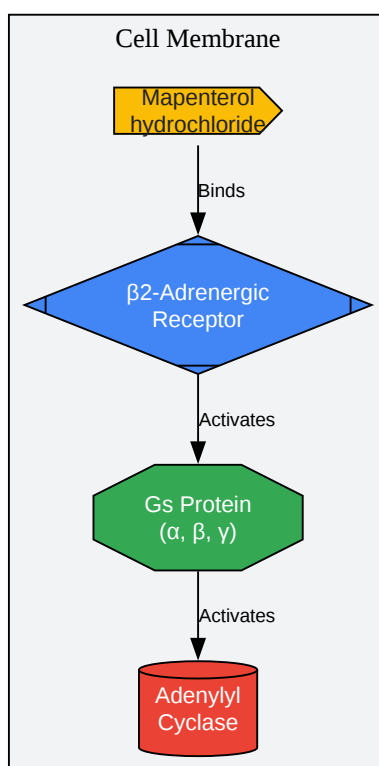 Cell Membrane
Mapenterol
hydrochloride
Binds
β2-Adrenergic
Receptor
Activates
Gs Protein
(α, β, γ)
Activates
Adenylyl
Cyclase